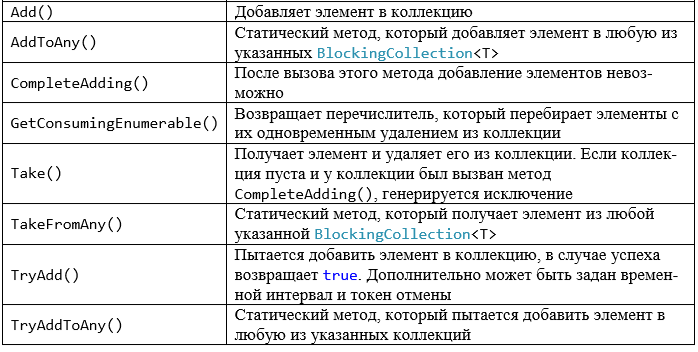 Add() Добавляет элемент в коллекцию
AddToAny() Статический метод, который добавляет элемент в любую из
указанных BlockingCollection<T>
CompleteAdding() После вызова этого метода добавление элементов невоз-
можно
GetConsumingEnumerable() Возвращает перечислитель, который перебирает элементы с
их одновременным удалением из коллекции
Take() Получает элемент и удаляет его из коллекции. Если коллек-
ция пуста и у коллекции был вызван метод
CompleteAdding(), генерируется исключение
TakeFromAny() Статический метод, который получает элемент из любой
указанной BlockingCollection<T>
TryAdd() Пытается добавить элемент в коллекцию, в случае успеха
возвращает true. Дополнительно может быть задан времен-
ной интервал и токен отмены
TryAddToAny() Статический метод, который пытается добавить элемент в
любую из указанных коллекций